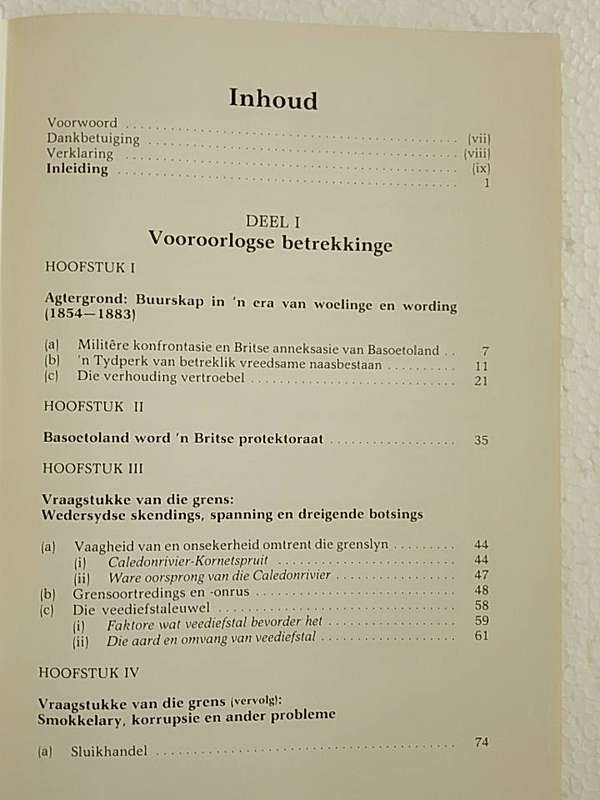 Inhoud
Voorwoord . . . . . . . . . . . . . . . . . . . . (vii)
Dankbetuiging . . . . . . . . . . . . . . . . . . . . (viii)
Verklaring . . . . . . . . . . . . . . . . . . . . (ix)
Inleiding . . . . . . . . . . . . . . . . . . . . 1
DEEL I
Vooroorlogse betrekkinge
HOOFSTUK I
Agtergrond: Buurskap in 'n era van woelinge en wording
(1854—1883)
(a) Militêre konfrontasie en Britse anneksasie van Basoetoland . . 7
(b) 'n Tydperk van betreklik vreedsame naasbestaan . . . . . . . . . . 11
(c) Die verhouding vertroebel . . . . . . . . . . . . . . . . . . . . 21
HOOFSTUK II
Basoetoland word 'n Britse protektoraat . . . . . . . . . . . . . . . . 35
HOOFSTUK III
Vraagstukke van die grens:
Wedersydse skendings, spanning en dreigende botsings
(a) Vaagheid van en onsekerheid omtrent die grenslyn . . . . . . . . . 44
(i) Caledonrivier-Kornetspruit . . . . . . . . . . . . . . . . . . . . 44
(ii) Ware oorsprong van die Caledonrivier . . . . . . . . . . . . . . . . 47
(b) Grensoortredings en -onrus . . . . . . . . . . . . . . . . . . . . 48
(c) Die veediefstaleuwel . . . . . . . . . . . . . . . . . . . . 58
(i) Faktore wat veediefstal bevorder het . . . . . . . . . . . . . . . . 59
(ii) Die aard en omvang van veediefstal . . . . . . . . . . . . . . . . 61
HOOFSTUK IV
Vraagstukke van die grens (vervolg):
Smokkelary, korrupsie en ander probleme
(a) Sluikhandel . . . . . . . . . . . . . . . . . . . . 74